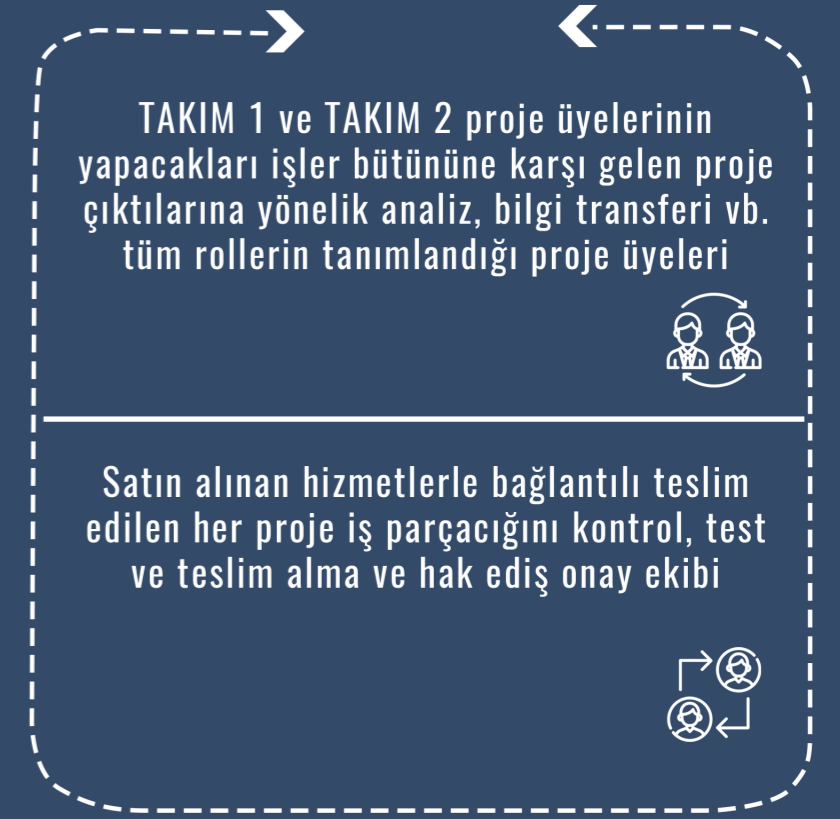 TAKIM 1 ve TAKIM 2 proje üyelerinin
yapacakları işler bütününe karşı gelen proje
çıktılarına yönelik analiz, bilgi transferi vb.
tüm rollerin tanımlandığı proje üyeleri
Satın alınan hizmetlerle bağlantılı teslim
edilen her proje iş parçacığını kontrol, test
ve teslim alma ve hak ediş onay ekibi